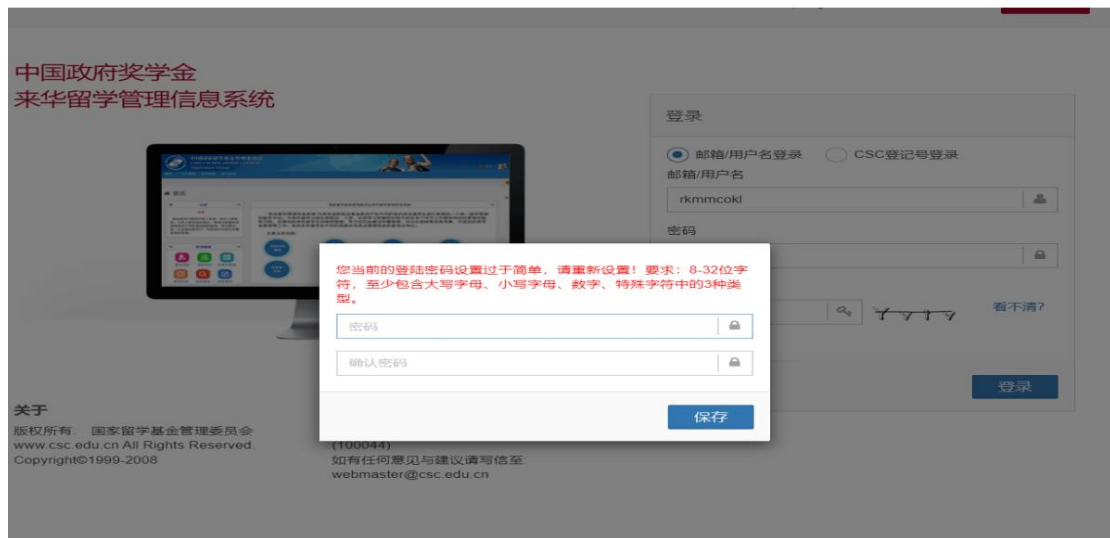 中国政府奖学金
来华留学管理信息系统
登录
邮箱/用户名登录 CSC登记号登录
邮箱/用户名
rkmmcokl
密码
您当前的登陆密码设置过于简单，请重新设置！要求：8-32位字
符，至少包含大写字母、小写字母、数字、特殊字符中的3种类
型。
密码
确认密码
保存
看不清?
登录
关于
版权所有 国家留学基金管理委员会
www.csc.edu.cn All Rights Reserved.
Copyright©1999-2008
(100044)
如有任何意见与建议请写信至:
webmaster@csc.edu.cn